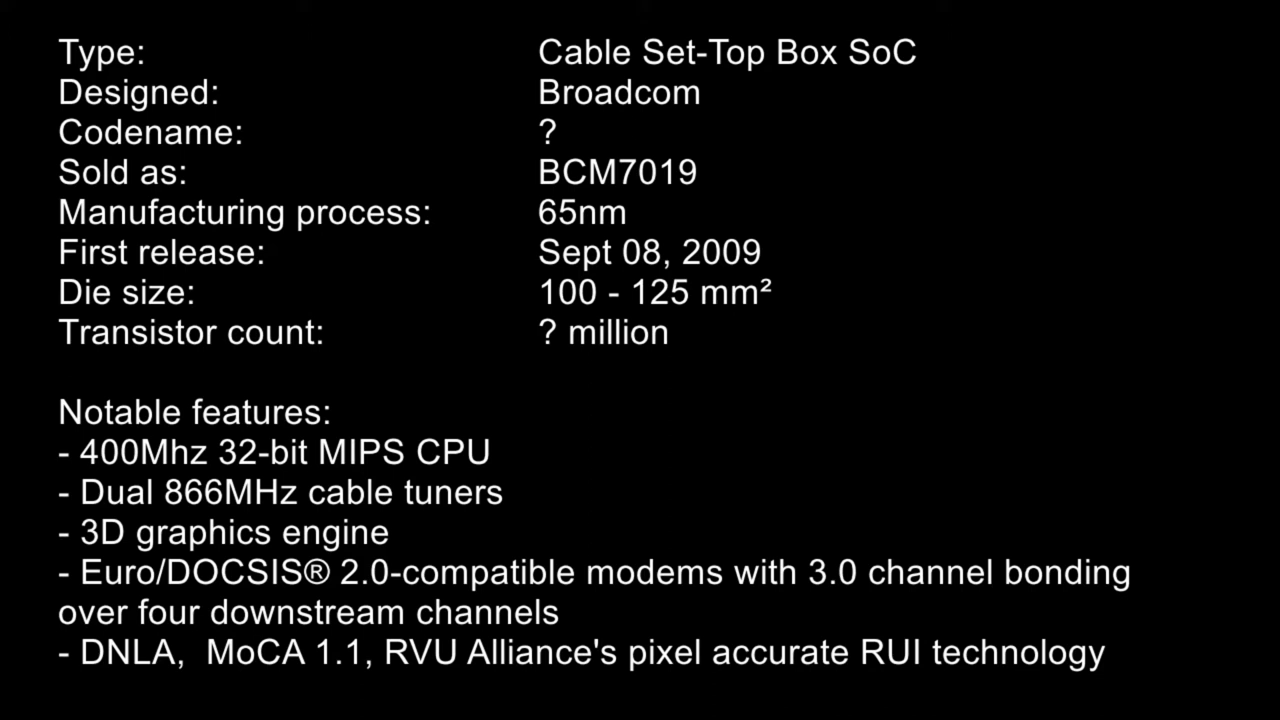 Type: Cable Set-Top Box SoC
Designed: Broadcom
Codename: ?
Sold as: BCM7019
Manufacturing process: 65nm
First release: Sept 08, 2009
Die size: 100 - 125 mm²
Transistor count: ? million
Notable features:
- 400Mhz 32-bit MIPS CPU
- Dual 866MHz cable tuners
- 3D graphics engine
- Euro/DOCSIS® 2.0-compatible modems with 3.0 channel bonding
over four downstream channels
- DNLA,  MoCA 1.1, RVU Alliance's pixel accurate RUI technology